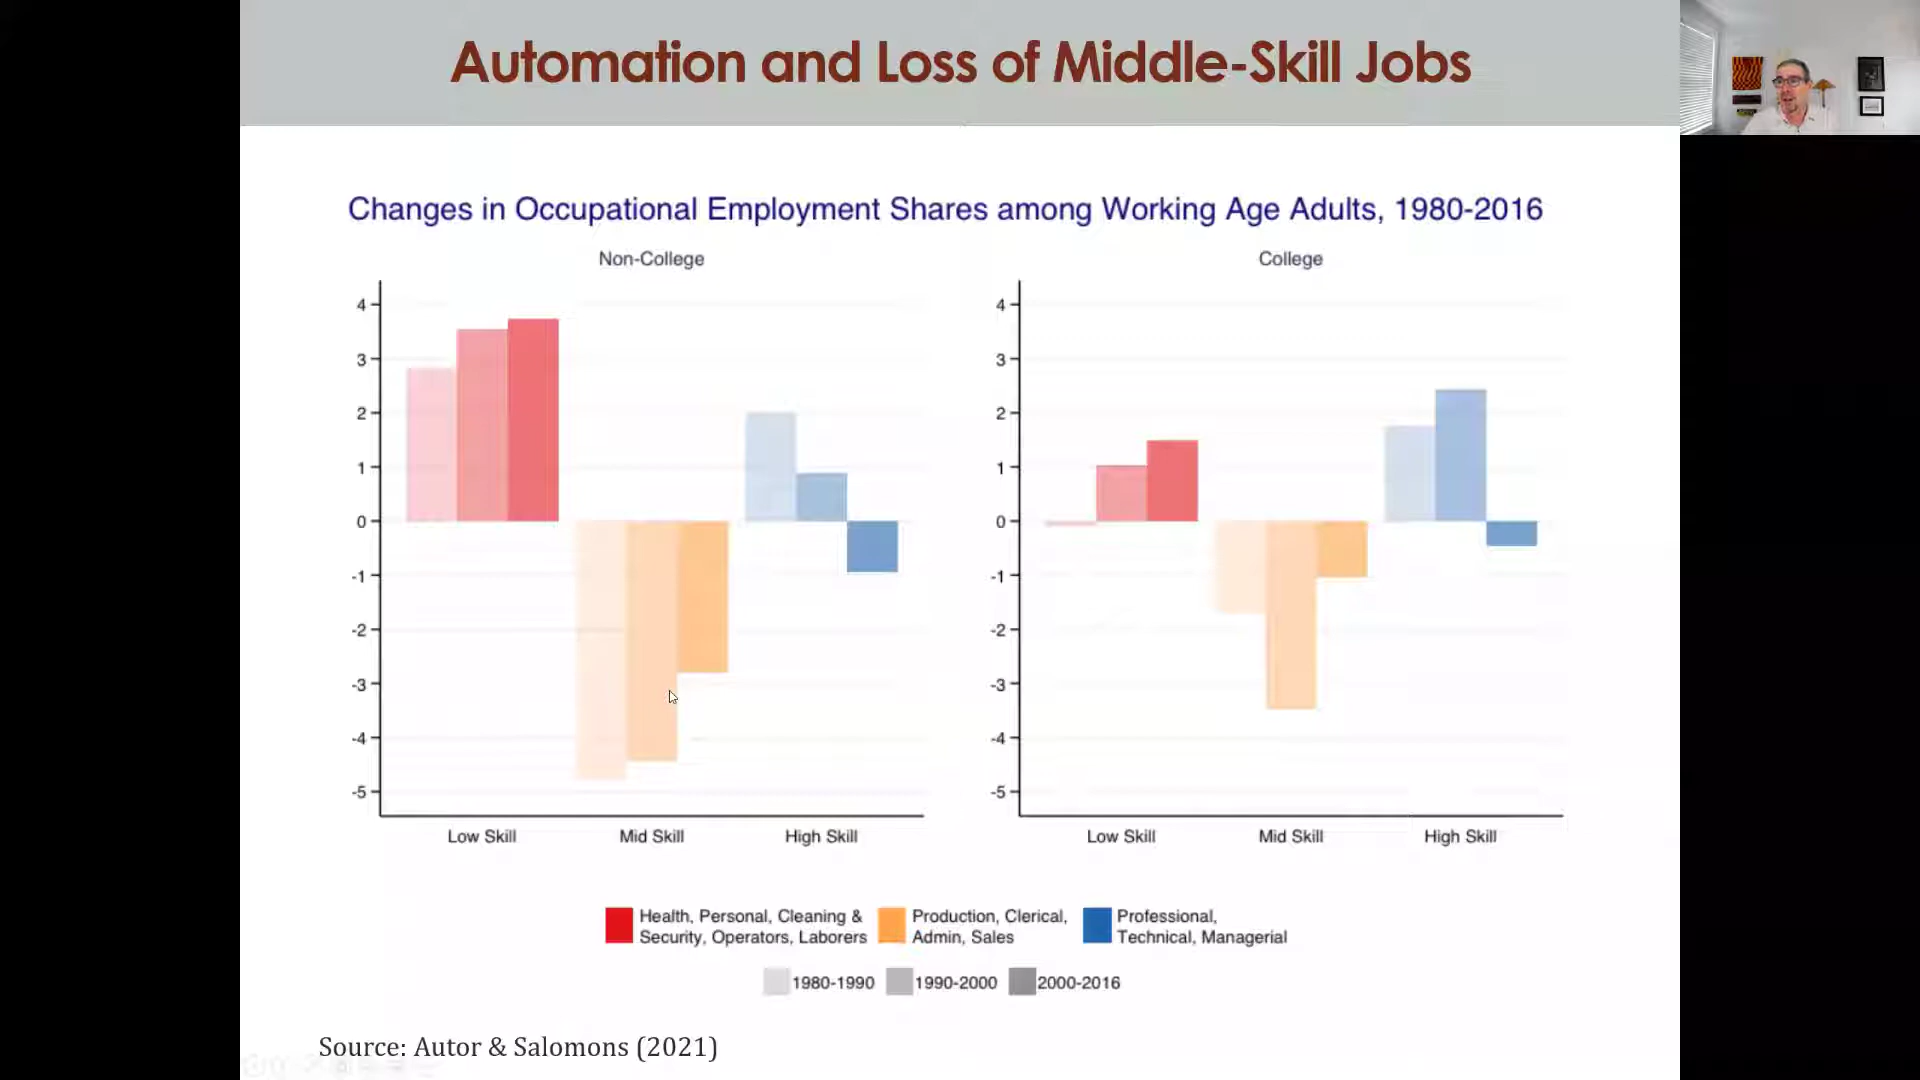 Automation and Loss of Middle-Skill Jobs
Changes in Occupational Employment Shares among Working Age Adults, 1980-2016
Non-College
4
3
2
1
0
-1
-2
-3
-4
-5
Low Skill
Mid Skill
High Skill
College
4
3
2
1
0
-1
-2
-3
-4
-5
Low Skill
Mid Skill
High Skill
Health, Personal, Cleaning &
Security, Operators, Laborers
Production, Clerical,
Admin, Sales
Professional,
Technical, Managerial
1980-1990
1990-2000
2000-2016
Source: Autor & Salomons (2021)